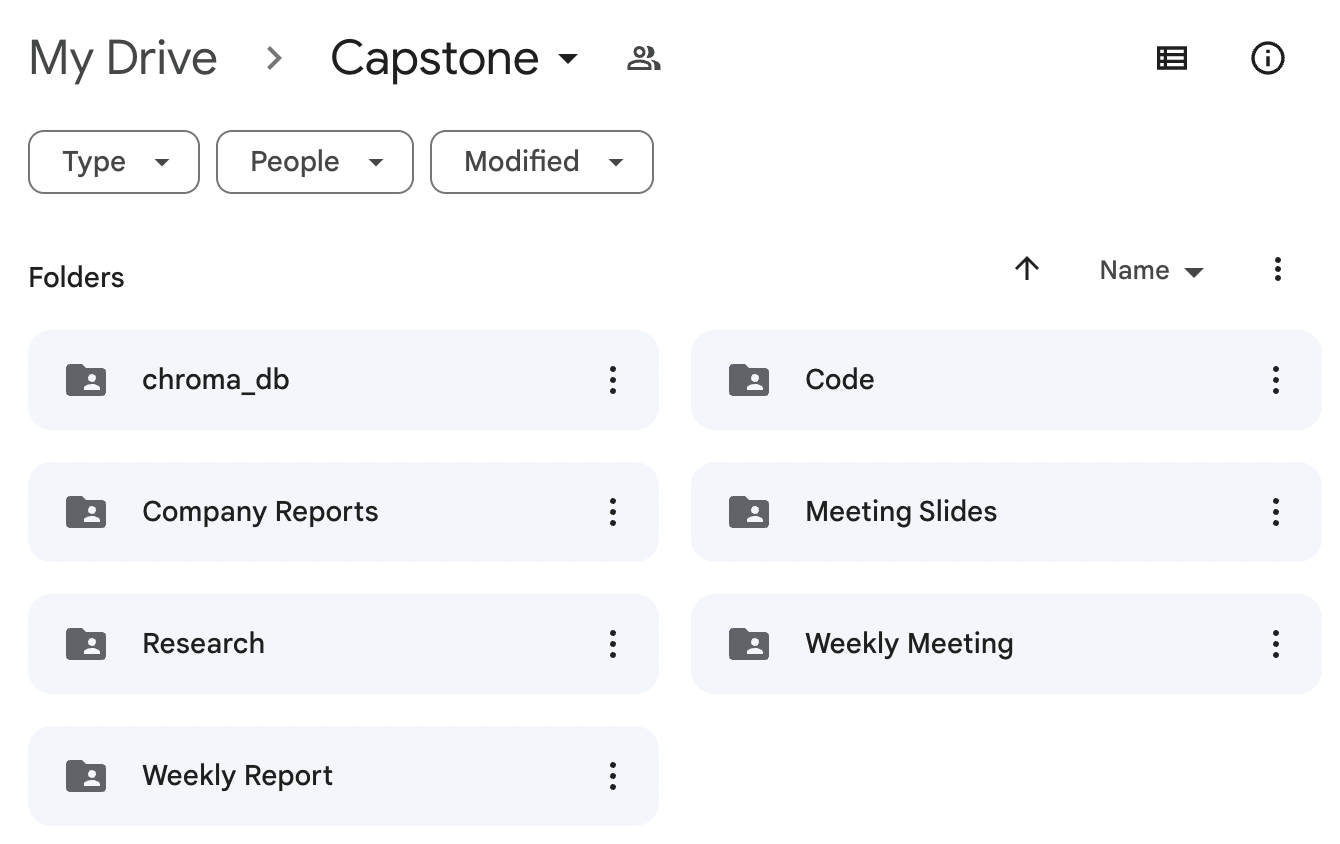 My Drive > Capstone
Type People Modified
Folders Name
chroma_db Code
Company Reports Meeting Slides
Research Weekly Meeting
Weekly Report